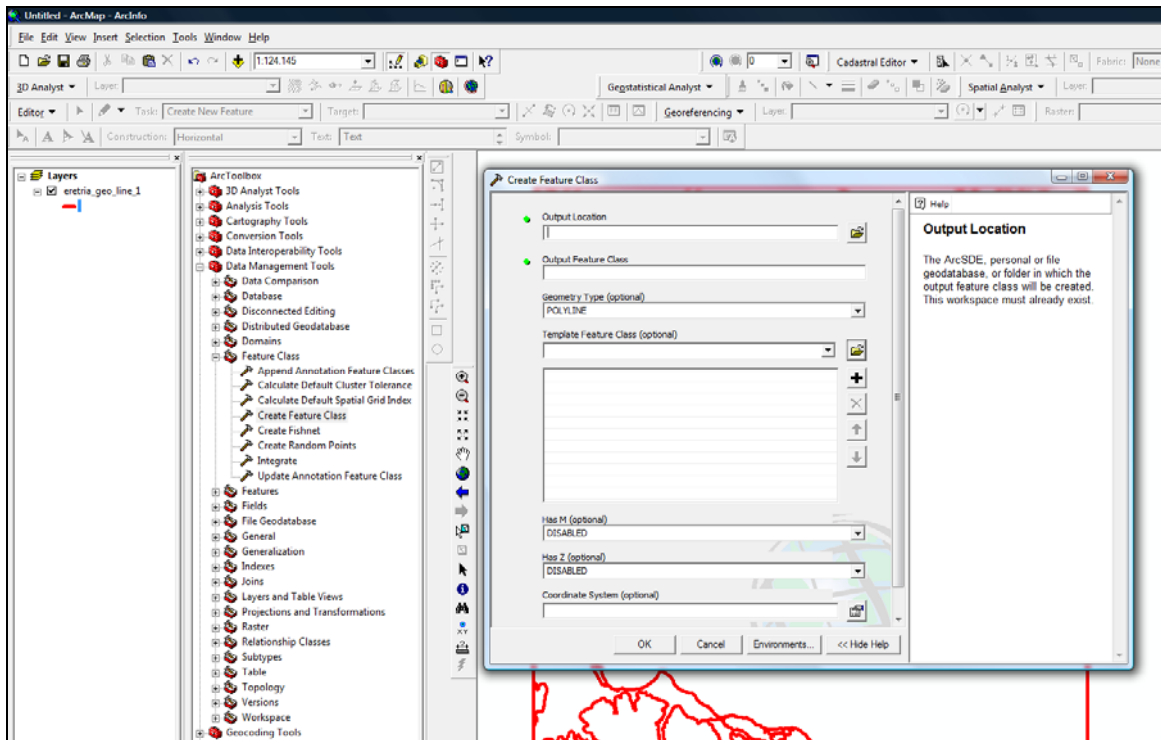 Untitled - ArcMap - ArcInfo
File Edit View Insert Selection Tools Window Help
1:124.145
0
Cadastral Editor
Fabric: None
3D Analyst
Layer:
Geostatistical Analyst
Spatial Analyst
Layer:
Editor
Task: Create New Feature
Target:
Georeferencing
Layer:
Raster:
Construction: Horizontal
Text: Text
Symbol:
Layers
eretria_geo_line_1
ArcToolbox
3D Analyst Tools
Analysis Tools
Cartography Tools
Conversion Tools
Data Interoperability Tools
Data Management Tools
Data Comparison
Database
Disconnected Editing
Distributed Geodatabase
Domains
Feature Class
Append Annotation Feature Classes
Calculate Default Cluster Tolerance
Calculate Default Spatial Grid Index
Create Feature Class
Create Fishnet
Create Random Points
Integrate
Update Annotation Feature Class
Features
Fields
File Geodatabase
General
Generalization
Indexes
Joins
Layers and Table Views
Projections and Transformations
Raster
Relationship Classes
Subtypes
Table
Topology
Versions
Workspace
Geocoding Tools
XY
Create Feature Class
Output Location
Output Feature Class
Geometry Type (optional)
POLYLINE
Template Feature Class (optional)
Has M (optional)
DISABLED
Has Z (optional)
DISABLED
Coordinate System (optional)
OK
Cancel
Environments...
<< Hide Help
Help
Output Location
The ArcSDE, personal or file
geodatabase, or folder in which the
output feature class will be created.
This workspace must already exist.